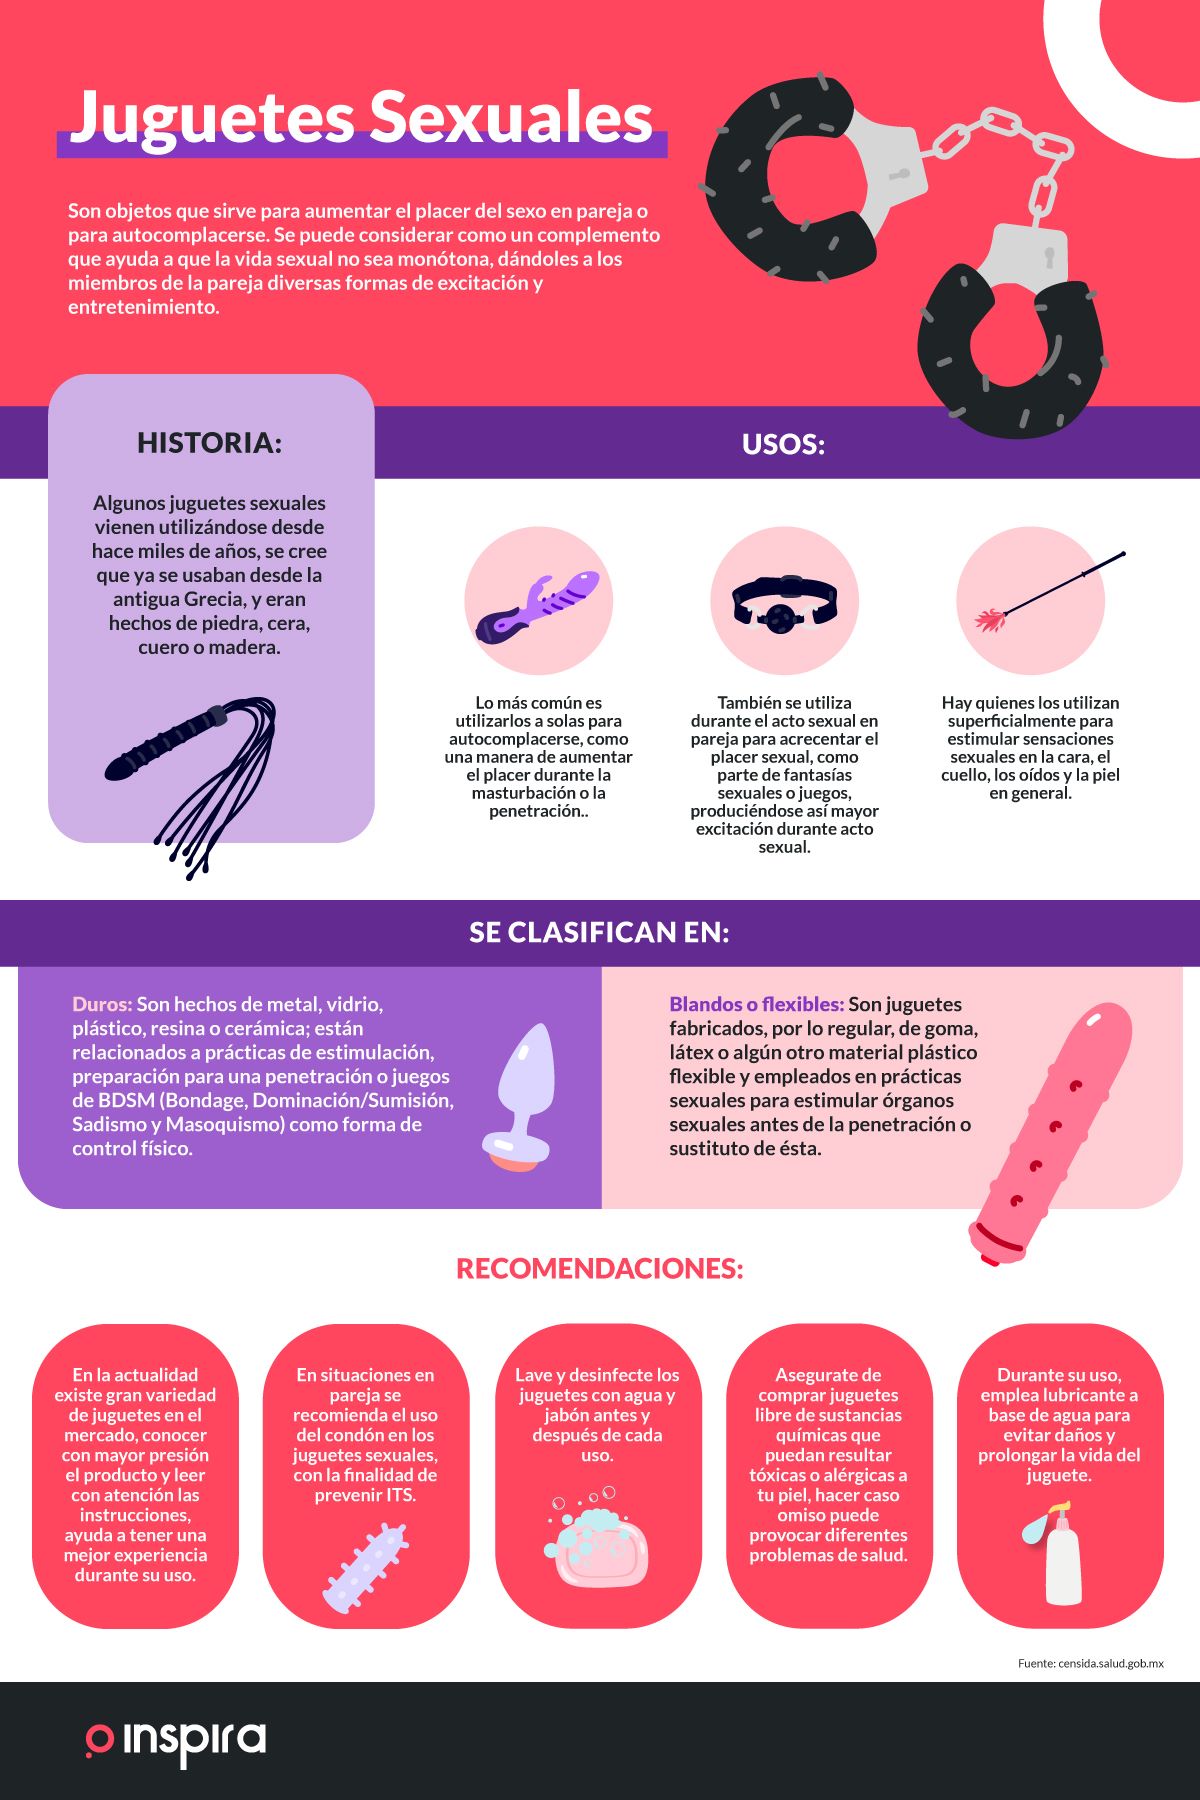 Juguetes Sexuales
Son objetos que sirve para aumentar el placer del sexo en pareja o
para autocomplacerse. Se puede considerar como un complemento
que ayuda a que la vida sexual no sea monótona, dándoles a los
miembros de la pareja diversas formas de excitación y
entretenimiento.
HISTORIA:
Algunos juguetes sexuales
vienen utilizándose desde
hace miles de años, se cree
que ya se usaban desde la
antigua Grecia, y eran
hechos de piedra, cera,
cuero o madera.
USOS:
Lo más común es
utilizarlos a solas para
autocomplacerse, como
una manera de aumentar
el placer durante la
masturbación o la
penetración..
También se utiliza
durante el acto sexual en
pareja para acrecentar el
placer sexual, como
parte de fantasías
sexuales o juegos,
produciéndose así mayor
excitación durante acto
sexual.
Hay quienes los utilizan
superficialmente para
estimular sensaciones
sexuales en la cara, el
cuello, los oídos y la piel
en general.
SE CLASIFICAN EN:
Duros: Son hechos de metal, vidrio,
plástico, resina o cerámica; están
relacionados a prácticas de estimulación,
preparación para una penetración o juegos
de BDSM (Bondage, Dominación/Sumisión,
Sadismo y Masoquismo) como forma de
control físico.
Blandos o flexibles: Son juguetes
fabricados, por lo regular, de goma,
látex o algún otro material plástico
flexible y empleados en prácticas
sexuales para estimular órganos
sexuales antes de la penetración o
sustituto de ésta.
RECOMENDACIONES:
En la actualidad
existe gran variedad
de juguetes en el
mercado, conocer
con mayor presión
el producto y leer
con atención las
instrucciones,
ayuda a tener una
mejor experiencia
durante su uso.
En situaciones en
pareja se
recomienda el uso
del condón en los
juguetes sexuales,
con la finalidad de
prevenir ITS.
Lave y desinfecte los
juguetes con agua y
jabón antes y
después de cada
uso.
Asegurate de
comprar juguetes
libre de sustancias
químicas que
puedan resultar
tóxicas o alérgicas a
tu piel, hacer caso
omiso puede
provocar diferentes
problemas de salud.
Durante su uso,
emplea lubricante a
base de agua para
evitar daños y
prolongar la vida del
juguete.
Fuente: censida.salud.gob.mx
inspira